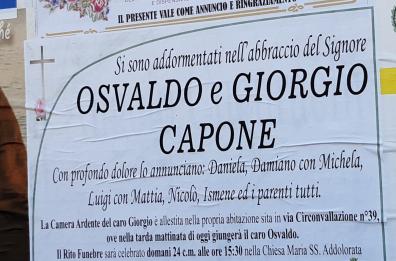 IL PRESENTE VALE COME ANNUNCIO E RINGRAZIAMENTO
Si sono addormentati nell'abbraccio del Signore
OSVALDO e GIORGIO
CAPONE
Con profondo dolore lo annunciano: Daniela, Damiano con Michela,
Luigi con Mattia, Nicolò, Ismene ed i parenti tutti.
La Camera Ardente del caro Giorgio è allestita nella propria abitazione sita in via Circonvallazione n°39,
ove nella tarda mattinata di oggi giungerà il caro Osvaldo.
Il Rito Funebre sarà celebrato domani 24 c.m. alle ore 15:30 nella Chiesa Maria SS. Addolorata